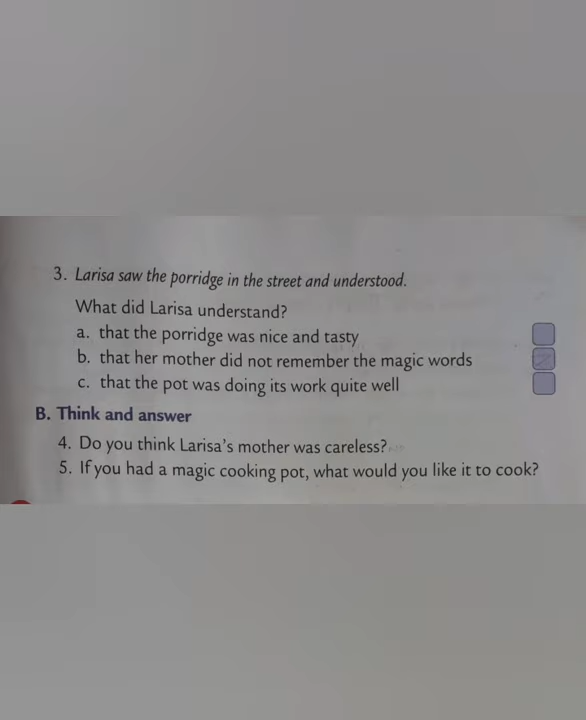 3. Larisa saw the porridge in the street and understood.
What did Larisa understand?
a. that the porridge was nice and tasty
b. that her mother did not remember the magic words
c. that the pot was doing its work quite well
B. Think and answer
4. Do you think Larisa's mother was careless?
5. If you had a magic cooking pot, what would you like it to cook?